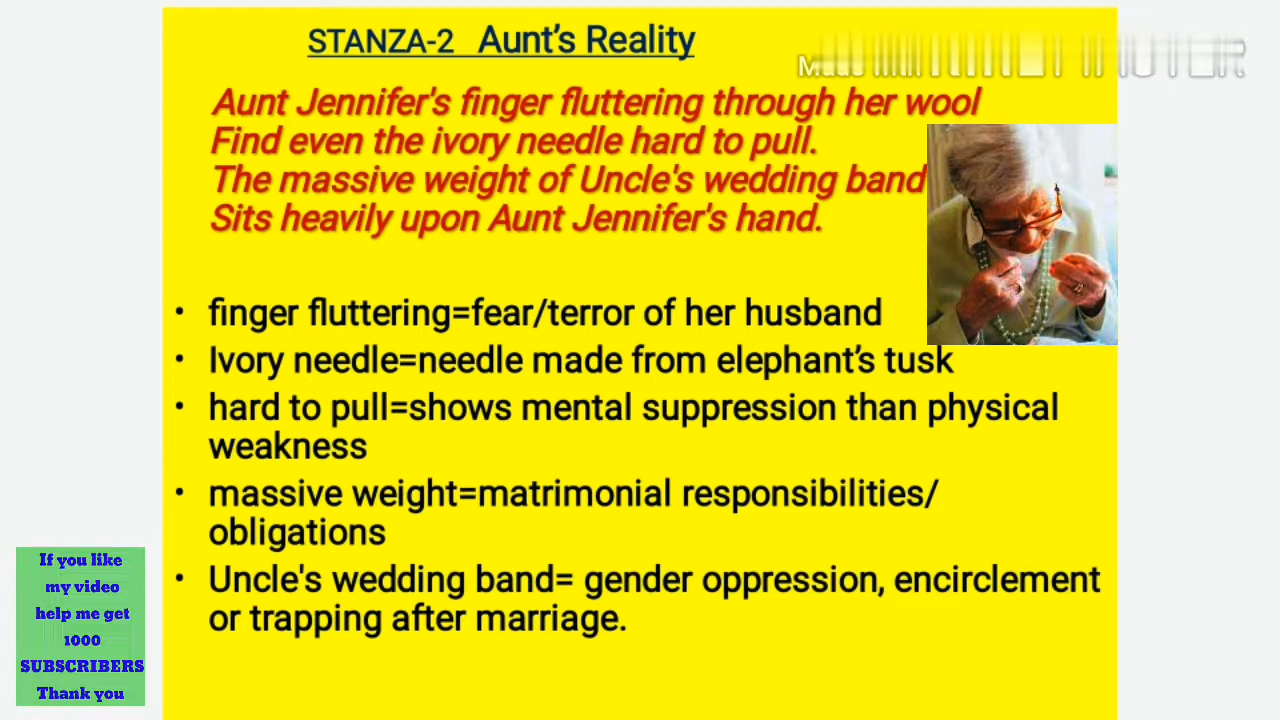 STANZA-2 Aunt's Reality
Aunt Jennifer's finger fluttering through her wool
Find even the ivory needle hard to pull.
The massive weight of Uncle's wedding band
Sits heavily upon Aunt Jennifer's hand.
• finger fluttering=fear/terror of her husband
• Ivory needle=needle made from elephant's tusk
• hard to pull=shows mental suppression than physical
weakness
• massive weight=matrimonial responsibilities/
obligations
• Uncle's wedding band= gender oppression, encirclement
or trapping after marriage.
If you like
my video
help me get
1000
SUBSCRIBERS
Thank you